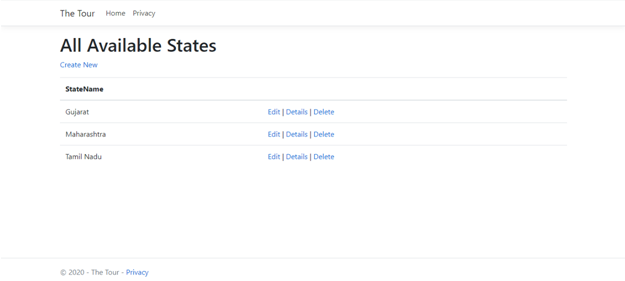 The Tour Home Privacy
All Available States
Create New
StateName
Gujarat Edit | Details | Delete
Maharashtra Edit | Details | Delete
Tamil Nadu Edit | Details | Delete
© 2020 - The Tour - Privacy